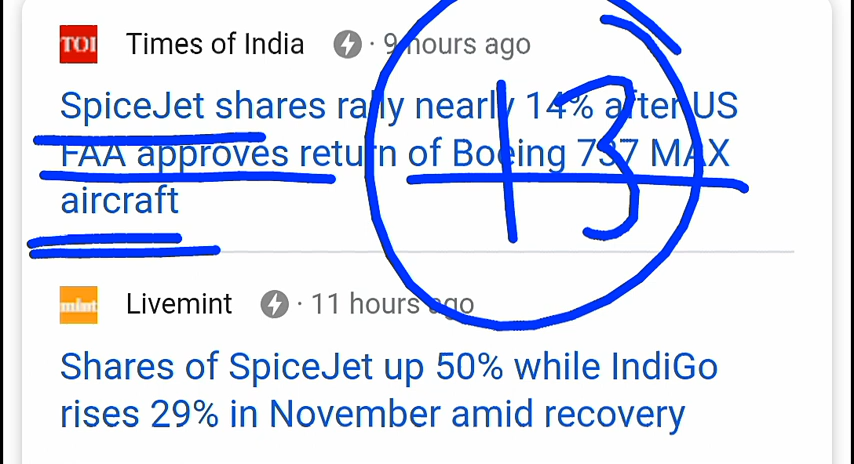 TOI Times of India · 9 hours ago
SpiceJet shares rally nearly 14% after US
FAA approves return of Boeing 737 MAX
aircraft
13
mint Livemint · 11 hours ago
Shares of SpiceJet up 50% while IndiGo
rises 29% in November amid recovery